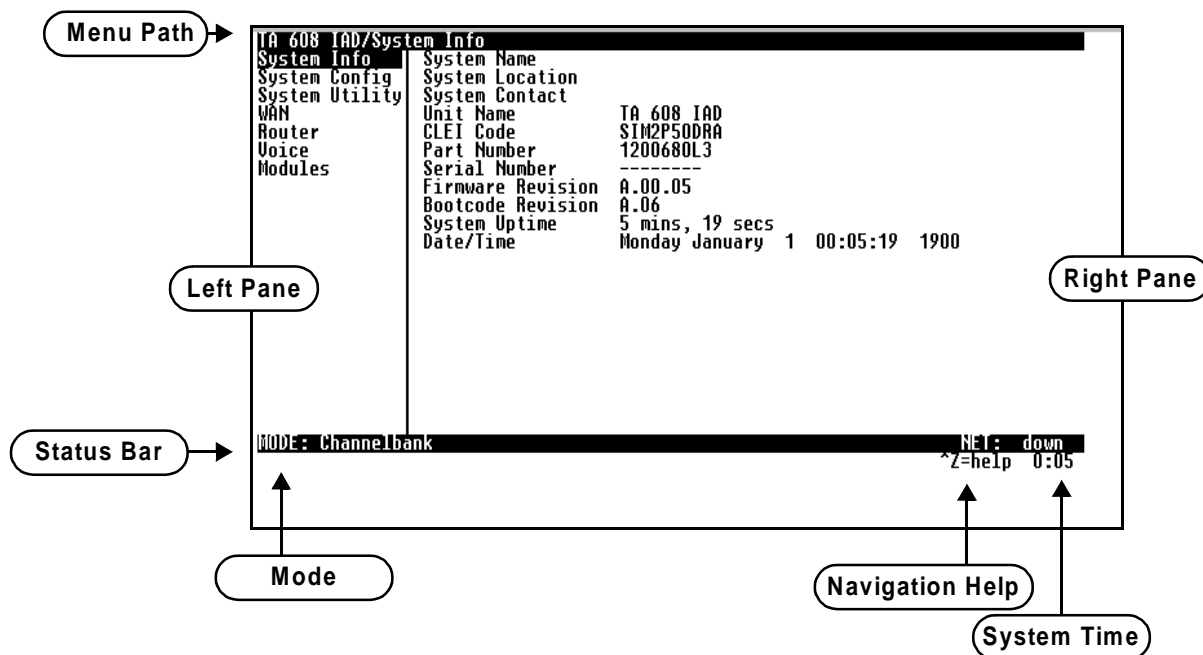 Menu Path
TA 608 IAD/System Info
System Info
System Config
System Utility
WAN
Router
Voice
Modules
System Name
System Location
System Contact
Unit Name TA 608 IAD
CLEI Code SIM2P50DRA
Part Number 1200680L3
Serial Number --------
Firmware Revision A.00.05
Bootcode Revision A.06
System Uptime 5 mins, 19 secs
Date/Time Monday January 1 00:05:19 1900
Left Pane
Right Pane
Status Bar
MODE: Channelbank NET: down
^Z=help 0:05
Mode
Navigation Help
System Time